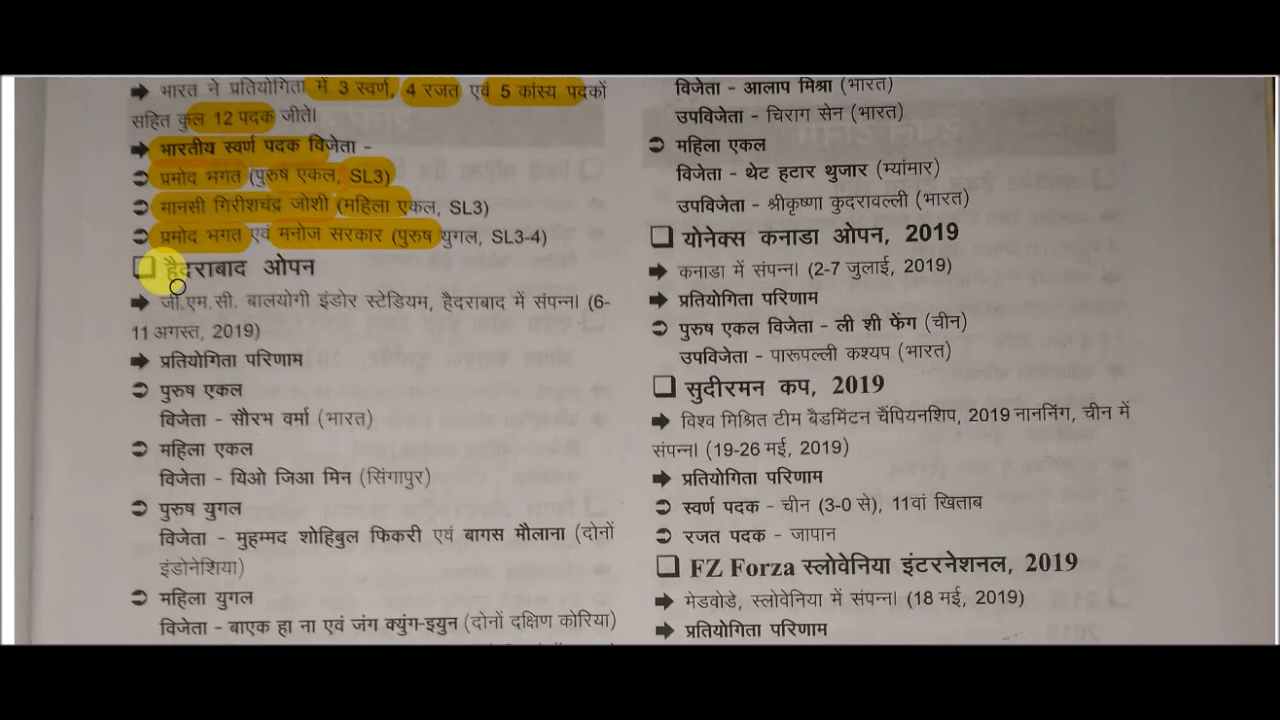 ➡ भारत ने प्रतियोगिता में 3 स्वर्ण, 4 रजत एवं 5 कांस्य पदकों
सहित कुल 12 पदक जीते।
➡ भारतीय स्वर्ण पदक विजेता -
➲ प्रमोद भगत (पुरुष एकल, SL3)
➲ मानसी गिरीशचंद्र जोशी (महिला एकल, SL3)
➲ प्रमोद भगत एवं मनोज सरकार (पुरुष युगल, SL3-4)
❑ हैदराबाद ओपन
➡ जी.एम.सी. बालयोगी इंडोर स्टेडियम, हैदराबाद में संपन्न। (6-
11 अगस्त, 2019)
➡ प्रतियोगिता परिणाम
➲ पुरुष एकल
विजेता - सौरभ वर्मा (भारत)
➲ महिला एकल
विजेता - यिओ जिआ मिन (सिंगापुर)
➲ पुरुष युगल
विजेता - मुहम्मद शोहिबुल फिकरी एवं बागस मौलाना (दोनों
इंडोनेशिया)
➲ महिला युगल
विजेता - बाएक हा ना एवं जंग क्युंग-इयुन (दोनों दक्षिण कोरिया)
विजेता - आलाप मिश्रा (भारत)
उपविजेता - चिराग सेन (भारत)
➲ महिला एकल
विजेता - थेट हटार थुजार (म्यांमार)
उपविजेता - श्रीकृष्णा कुदरावल्ली (भारत)
❑ योनेक्स कनाडा ओपन, 2019
➡ कनाडा में संपन्न। (2-7 जुलाई, 2019)
➡ प्रतियोगिता परिणाम
➲ पुरुष एकल विजेता - ली शी फेंग (चीन)
उपविजेता - पारूपल्ली कश्यप (भारत)
❑ सुदीरमन कप, 2019
➡ विश्व मिश्रित टीम बैडमिंटन चैंपियनशिप, 2019 नाननिंग, चीन में
संपन्न। (19-26 मई, 2019)
➡ प्रतियोगिता परिणाम
➲ स्वर्ण पदक - चीन (3-0 से), 11वां खिताब
➲ रजत पदक - जापान
❑ FZ Forza स्लोवेनिया इंटरनेशनल, 2019
➡ मेडवोडे, स्लोवेनिया में संपन्न। (18 मई, 2019)
➡ प्रतियोगिता परिणाम